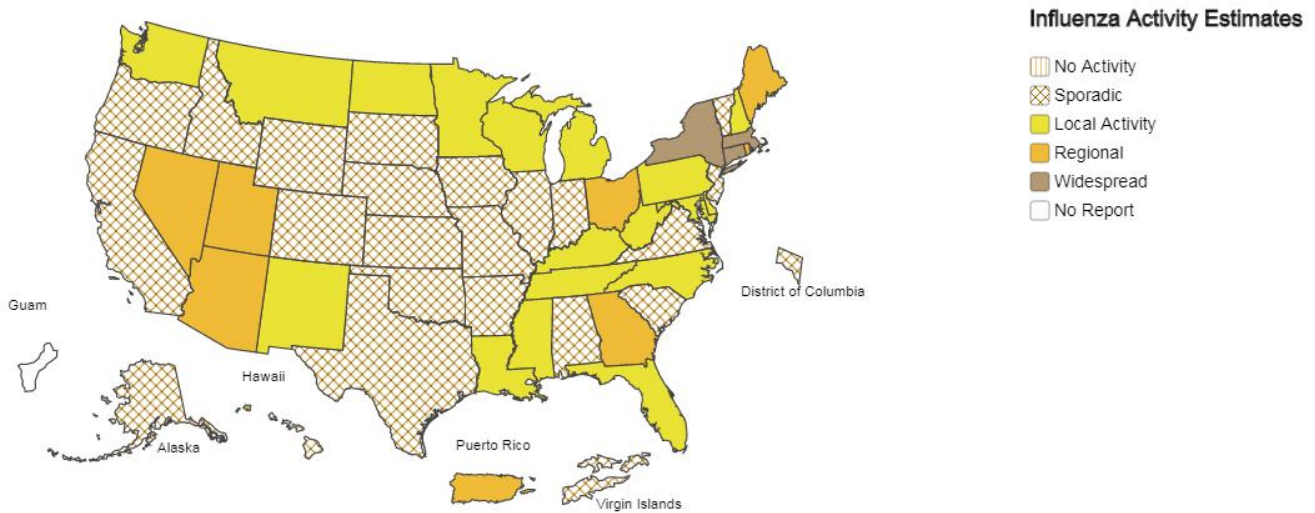 Influenza Activity Estimates
No Activity
Sporadic
Local Activity
Regional
Widespread
No Report
District of Columbia
Guam
Hawaii
Alaska
Puerto Rico
Virgin Islands